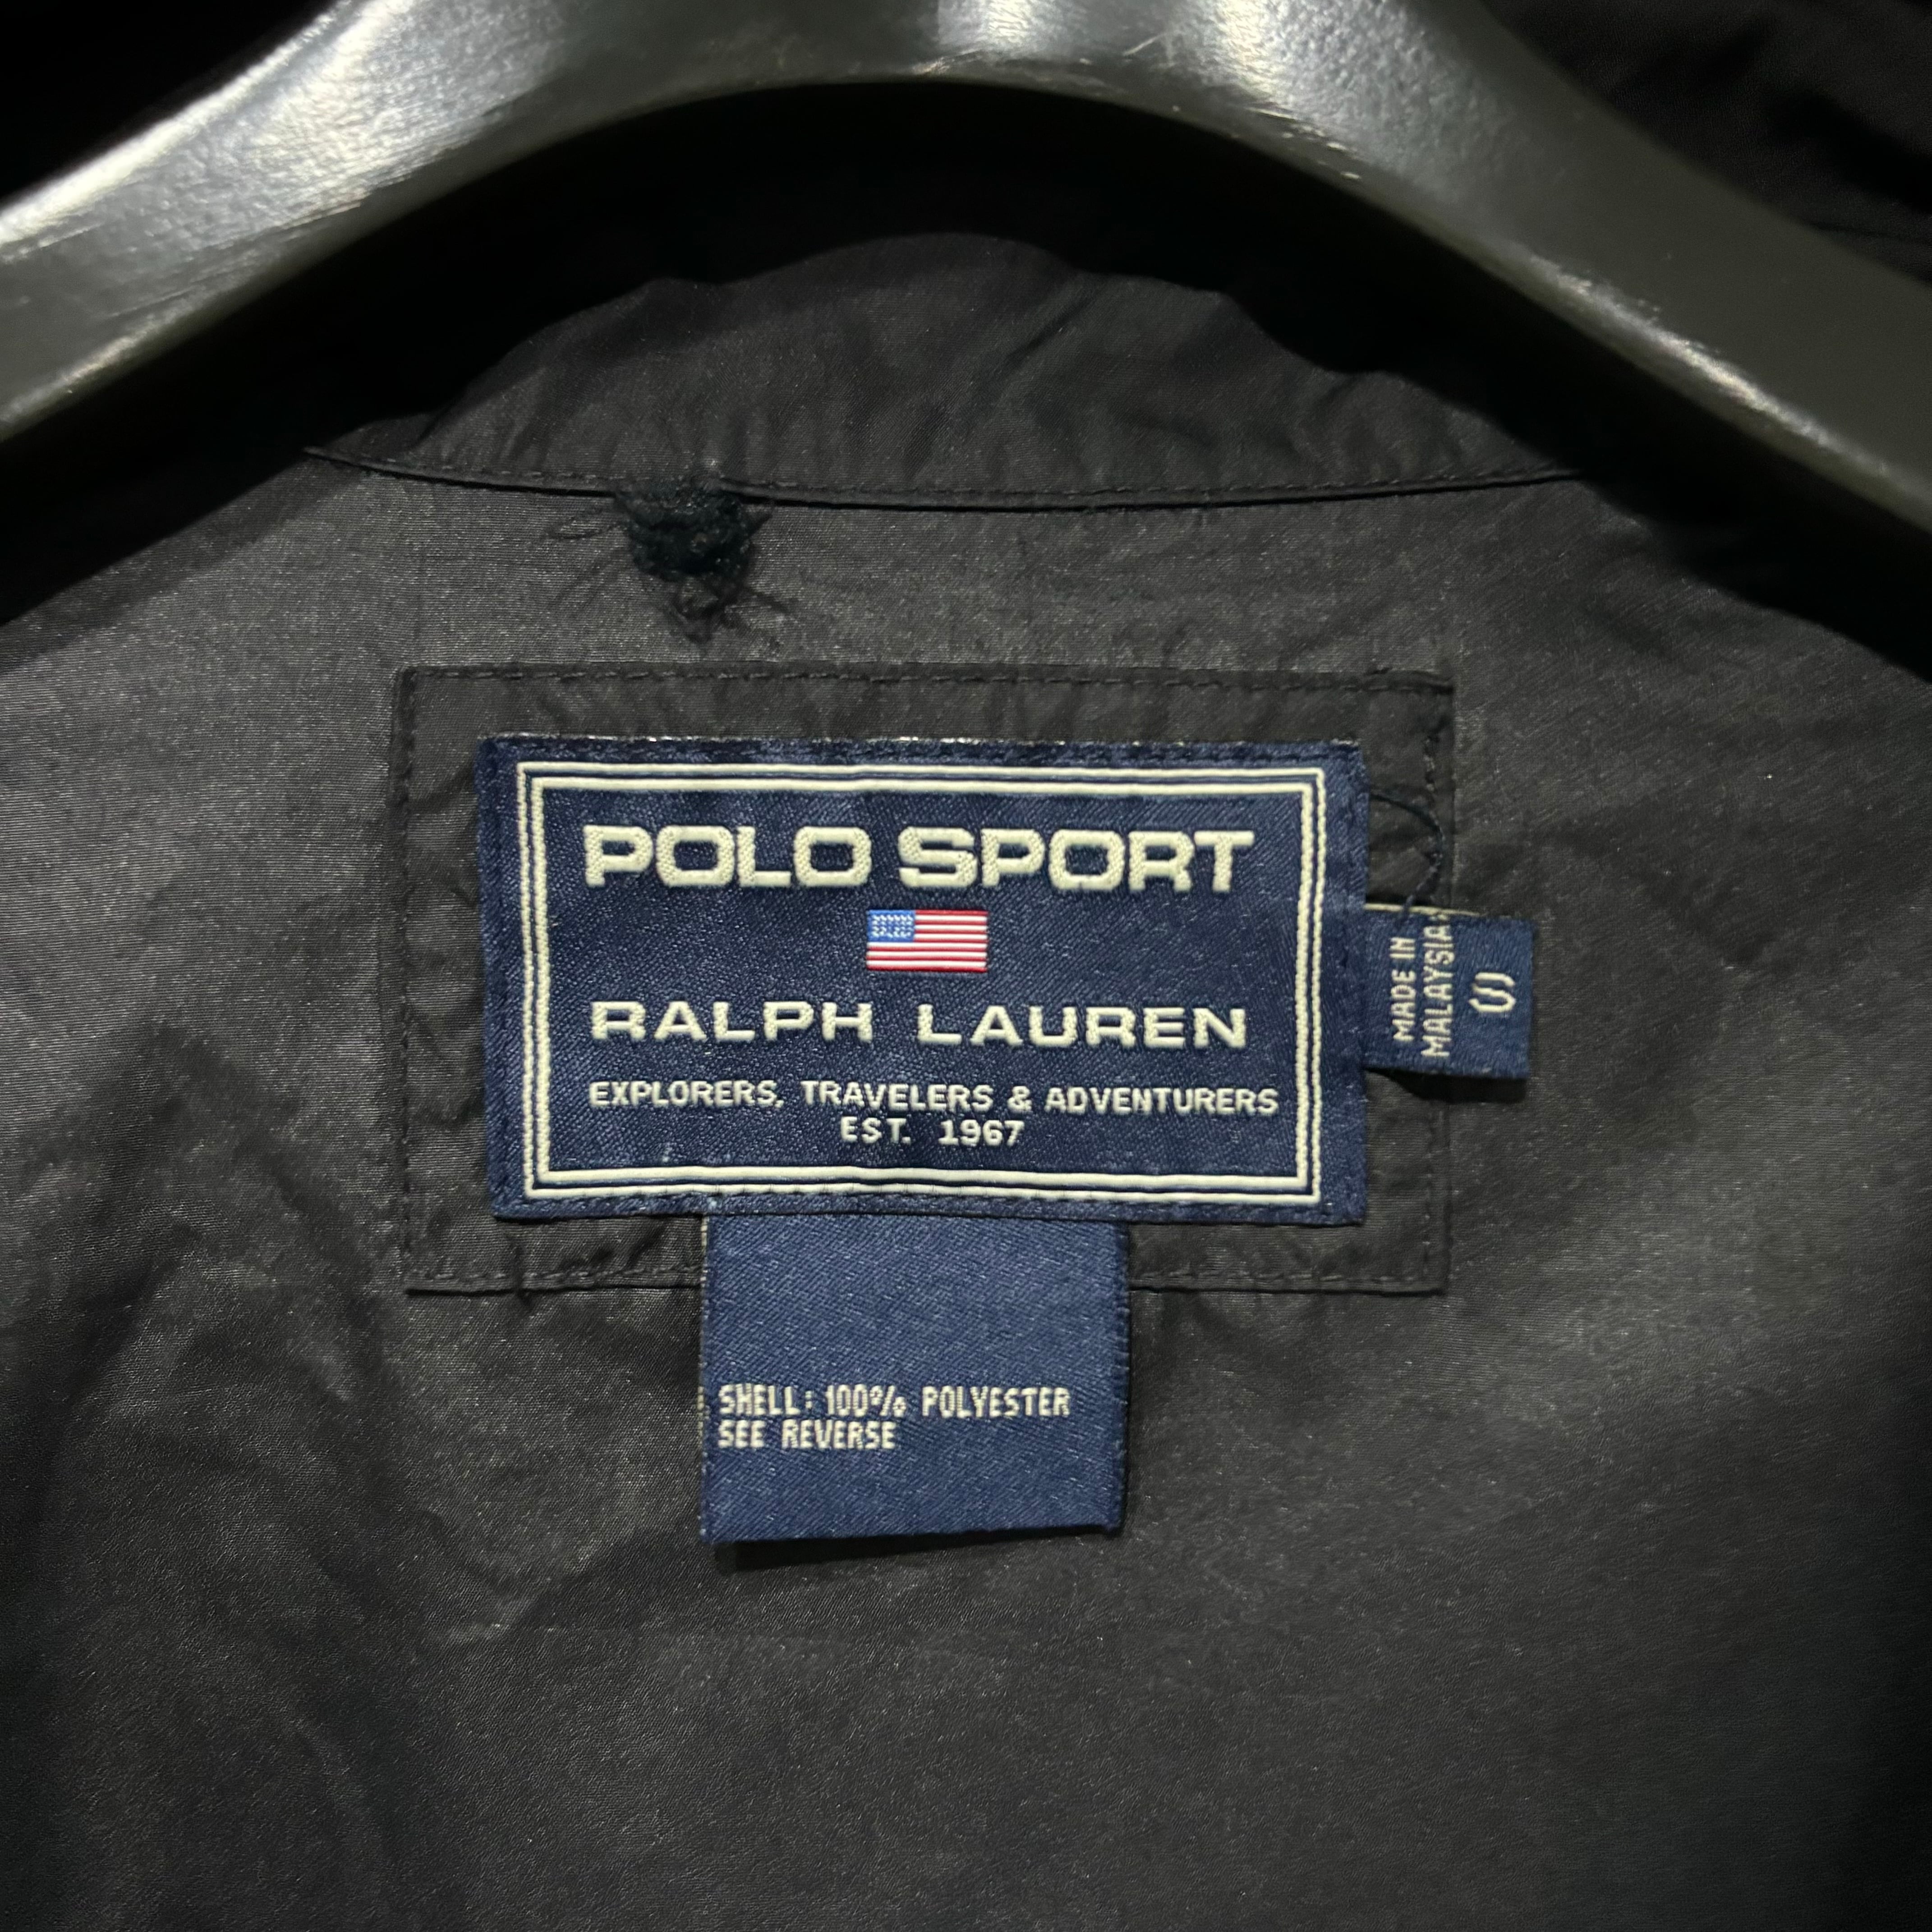 POLO SPORT
RALPH LAUREN
EXPLORERS, TRAVELERS & ADVENTURERS
EST. 1967
MADE IN
MALAYSIA
S
SHELL: 100% POLYESTER
SEE REVERSE